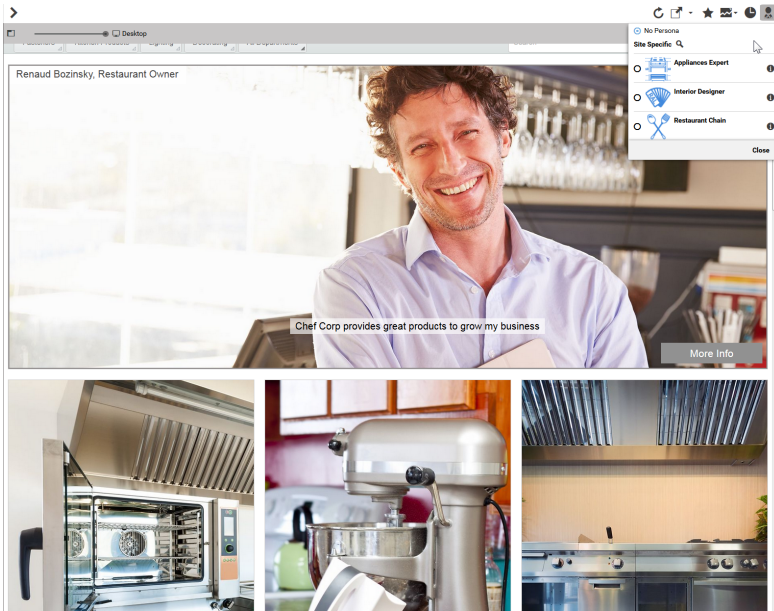 Desktop
No Persona
Site Specific
Appliances Expert
Interior Designer
Restaurant Chain
Close
Renaud Bozinsky, Restaurant Owner
Chef Corp provides great products to grow my business
More Info